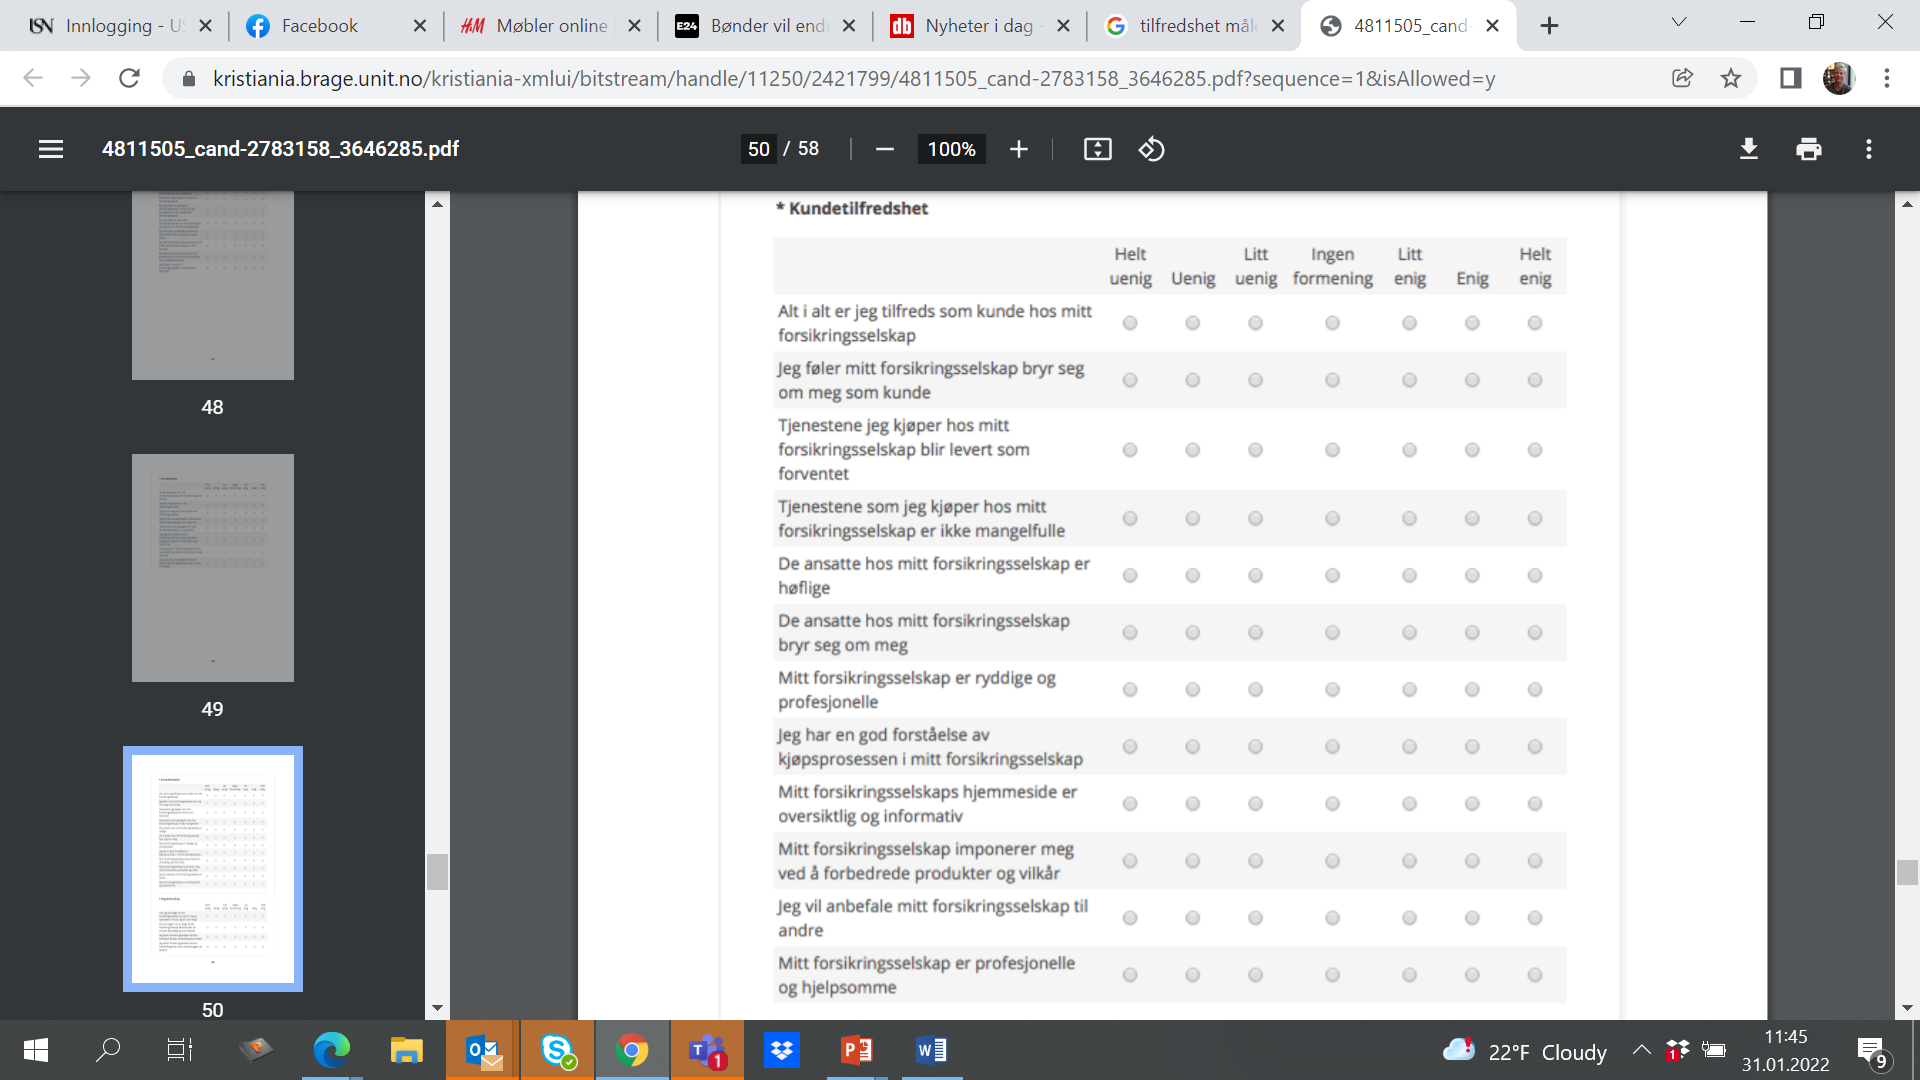 Innlogging - US
Facebook
H&M Møbler online
E24 Bønder vil endr
db Nyheter i dag -
tilfredshet måle
4811505_cand-
kristiania.brage.unit.no/kristiania-xmlui/bitstream/handle/11250/2421799/4811505_cand-2783158_3646285.pdf?sequence=1&isAllowed=y
4811505_cand-2783158_3646285.pdf
50 / 58
100%
48
49
50
* Kundetilfredshet
Helt uenig
Uenig
Litt uenig
Ingen formening
Litt enig
Enig
Helt enig
Alt i alt er jeg tilfreds som kunde hos mitt
forsikringsselskap
Jeg føler mitt forsikringsselskap bryr seg
om meg som kunde
Tjenestene jeg kjøper hos mitt
forsikringsselskap blir levert som
forventet
Tjenestene som jeg kjøper hos mitt
forsikringsselskap er ikke mangelfulle
De ansatte hos mitt forsikringsselskap er
høflige
De ansatte hos mitt forsikringsselskap
bryr seg om meg
Mitt forsikringsselskap er ryddige og
profesjonelle
Jeg har en god forståelse av
kjøpsprosessen i mitt forsikringsselskap
Mitt forsikringsselskaps hjemmeside er
oversiktlig og informativ
Mitt forsikringsselskap imponerer meg
ved å forbedrede produkter og vilkår
Jeg vil anbefale mitt forsikringsselskap til
andre
Mitt forsikringsselskap er profesjonelle
og hjelpsomme
1
1
22°F Cloudy
11:45
31.01.2022
9